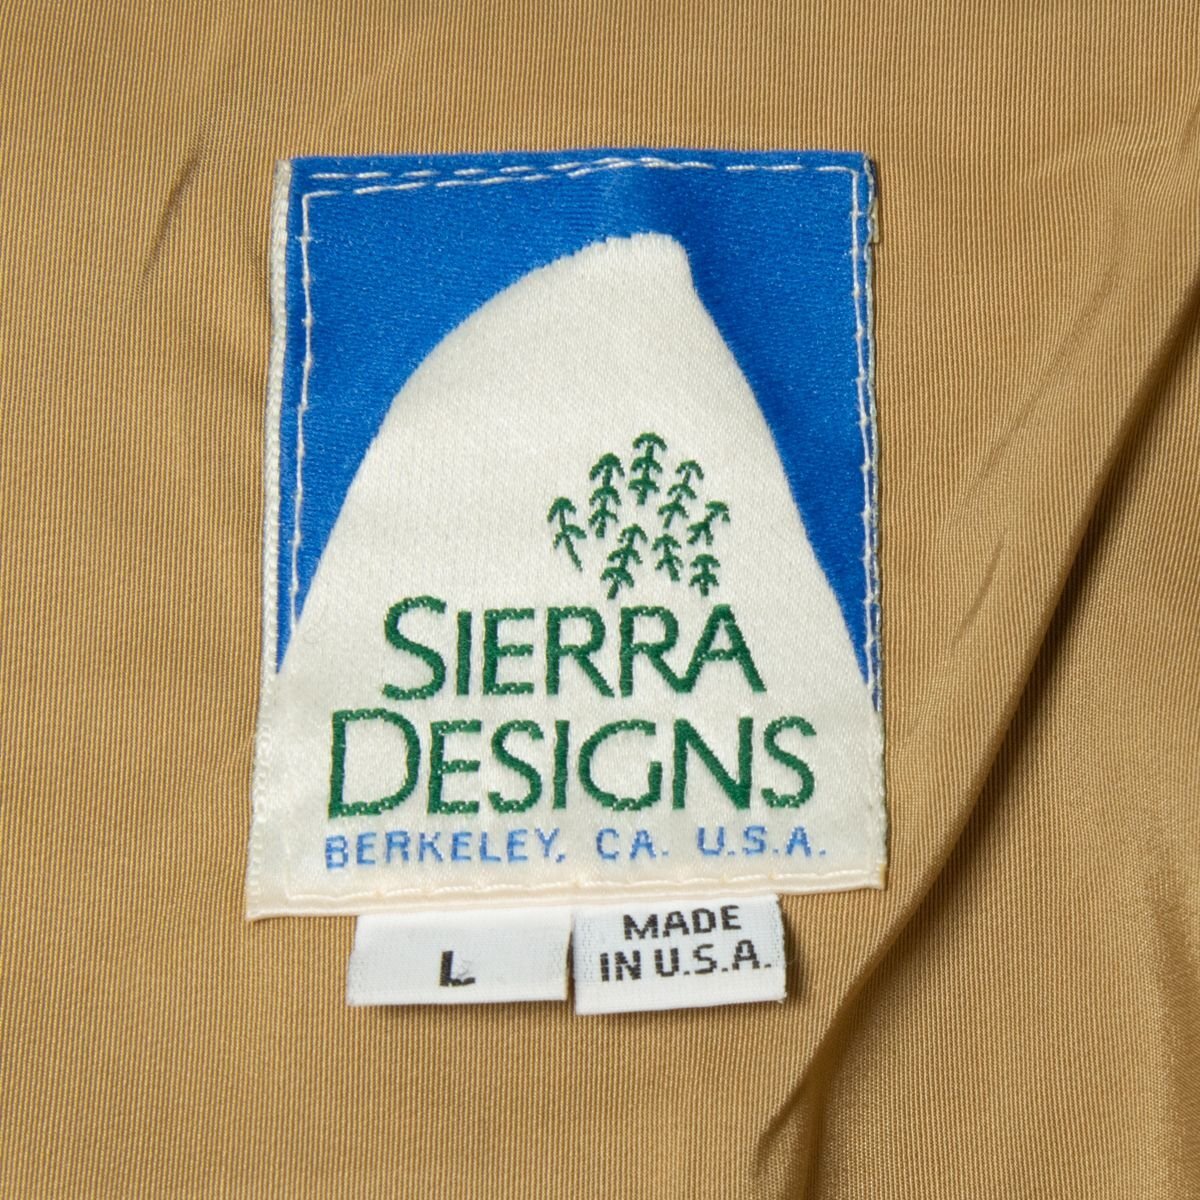 SIERRA
DESIGNS
BERKELEY, CA. U.S.A.
L
MADE
IN U.S.A.